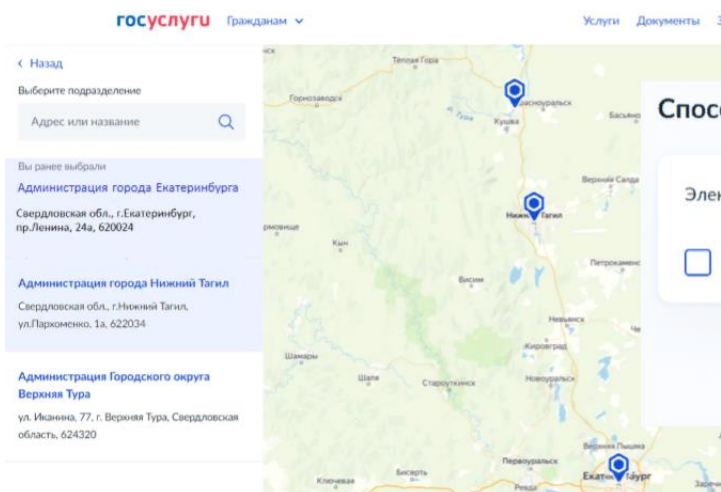 госуслуги Гражданам
Услуги Документы
Назад
Выберите подразделение
Адрес или название
Вы ранее выбрали
Администрация города Екатеринбурга
Свердловская обл., г.Екатеринбург,
пр.Ленина, 24а, 620024
Администрация города Нижний Тагил
Свердловская обл., г.Нижний Тагил,
ул.Пархоменко, 1а, 622034
Администрация Городского округа
Верхняя Тура
ул. Иканина, 77, г. Верхняя Тура, Свердловская
область, 624320
Тёплая Гора
Горнозаводск
Кушва
Верхняя Салда
Кын
Висим
Невьянск
Кировград
Шамары
Шаля
Староуткинск
Новоуральск
Верхняя Пышма
Первоуральск
Бисерть
Ключевая
Ревда